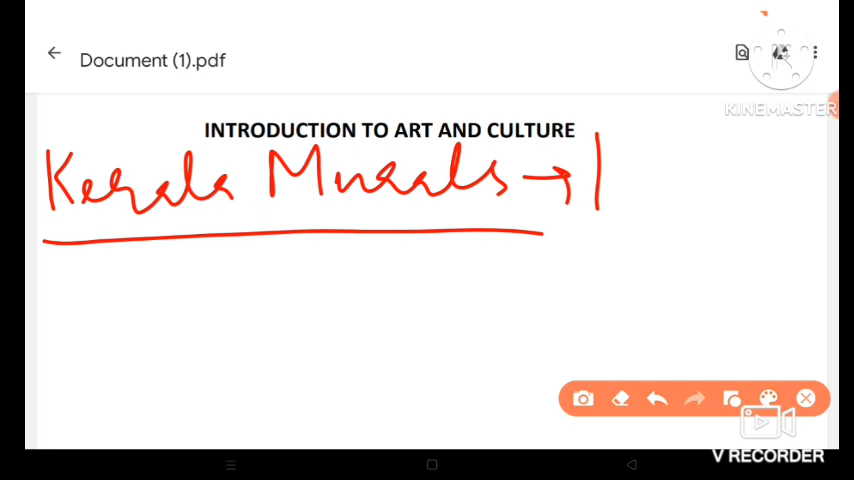 Document (1).pdf
KINEMASTER
INTRODUCTION TO ART AND CULTURE
Kerala Murals → |
V RECORDER